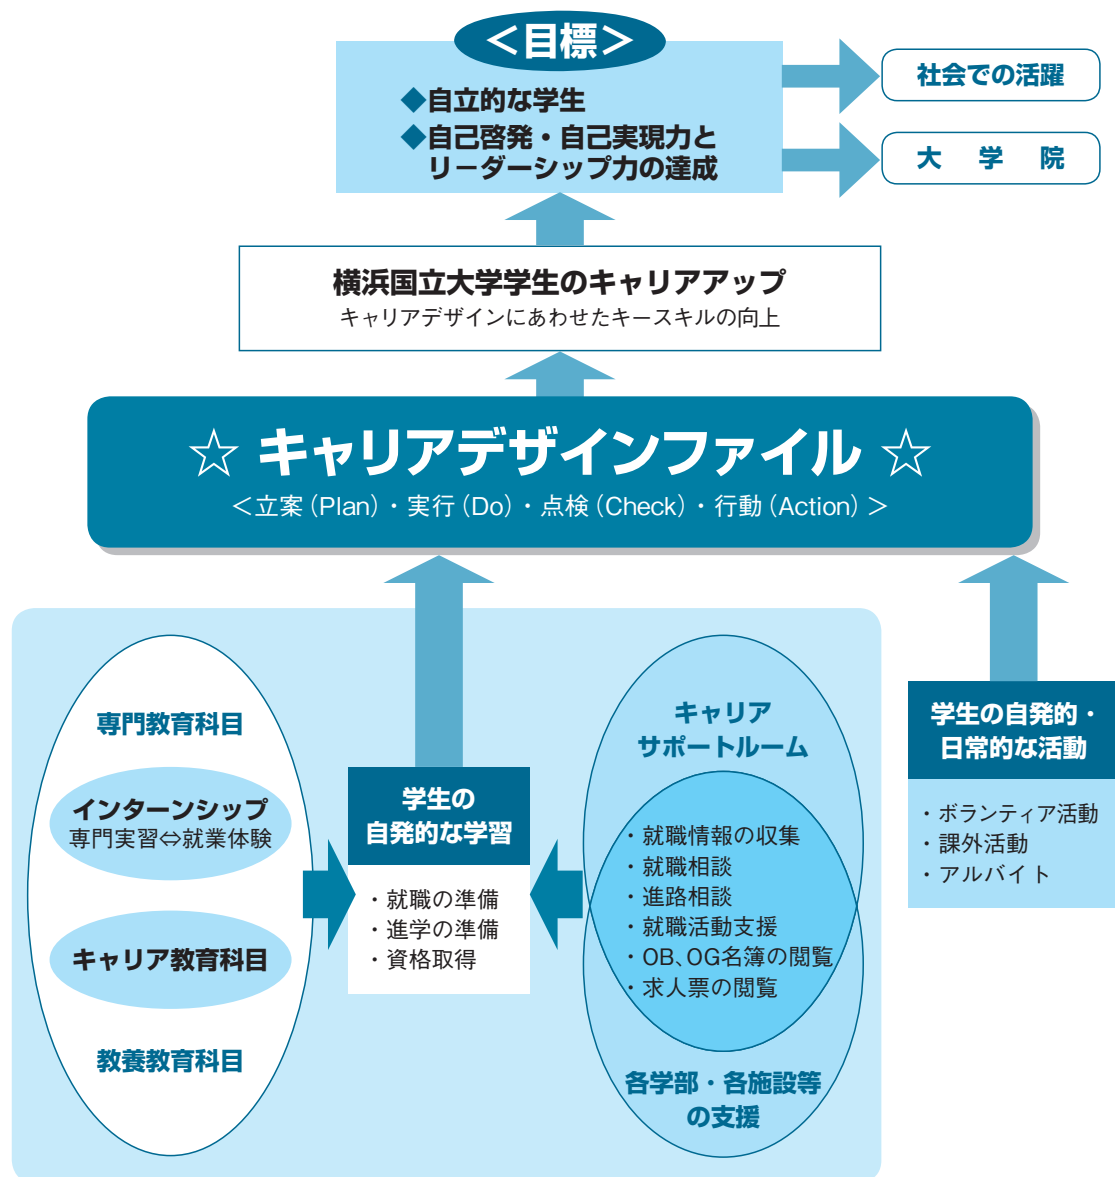 ＜目標＞
◆自立的な学生
◆自己啓発・自己実現力と
リーダーシップ力の達成
社会での活躍
大 学 院
横浜国立大学学生のキャリアアップ
キャリアデザインにあわせたキースキルの向上
☆ キャリアデザインファイル ☆
＜立案（Plan）・実行（Do）・点検（Check）・行動（Action）＞
専門教育科目
インターンシップ
専門実習⇔就業体験
キャリア教育科目
教養教育科目
学生の
自発的な学習
・就職の準備
・進学の準備
・資格取得
キャリア
サポートルーム
・就職情報の収集
・就職相談
・進路相談
・就職活動支援
・OB、OG名簿の閲覧
・求人票の閲覧
各学部・各施設等
の支援
学生の自発的・
日常的な活動
・ボランティア活動
・課外活動
・アルバイト